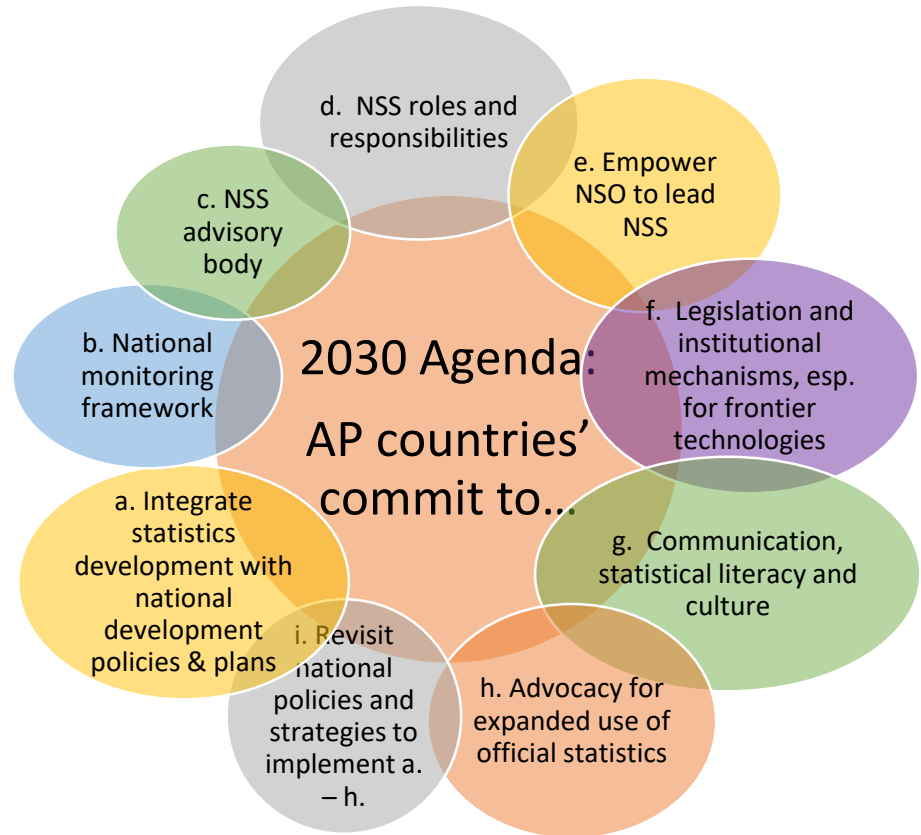 d.  NSS roles and
responsibilities
e. Empower
NSO to lead
NSS
c. NSS
advisory
body
f.  Legislation and
institutional
mechanisms, esp.
for frontier
technologies
b. National
monitoring
framework
2030 Agenda:
AP countries’
commit to…
a. Integrate
statistics
development with
national
development
policies & plans
g.  Communication,
statistical literacy and
culture
i. Revisit
national
policies and
strategies to
implement a.
– h.
h. Advocacy for
expanded use of
official statistics